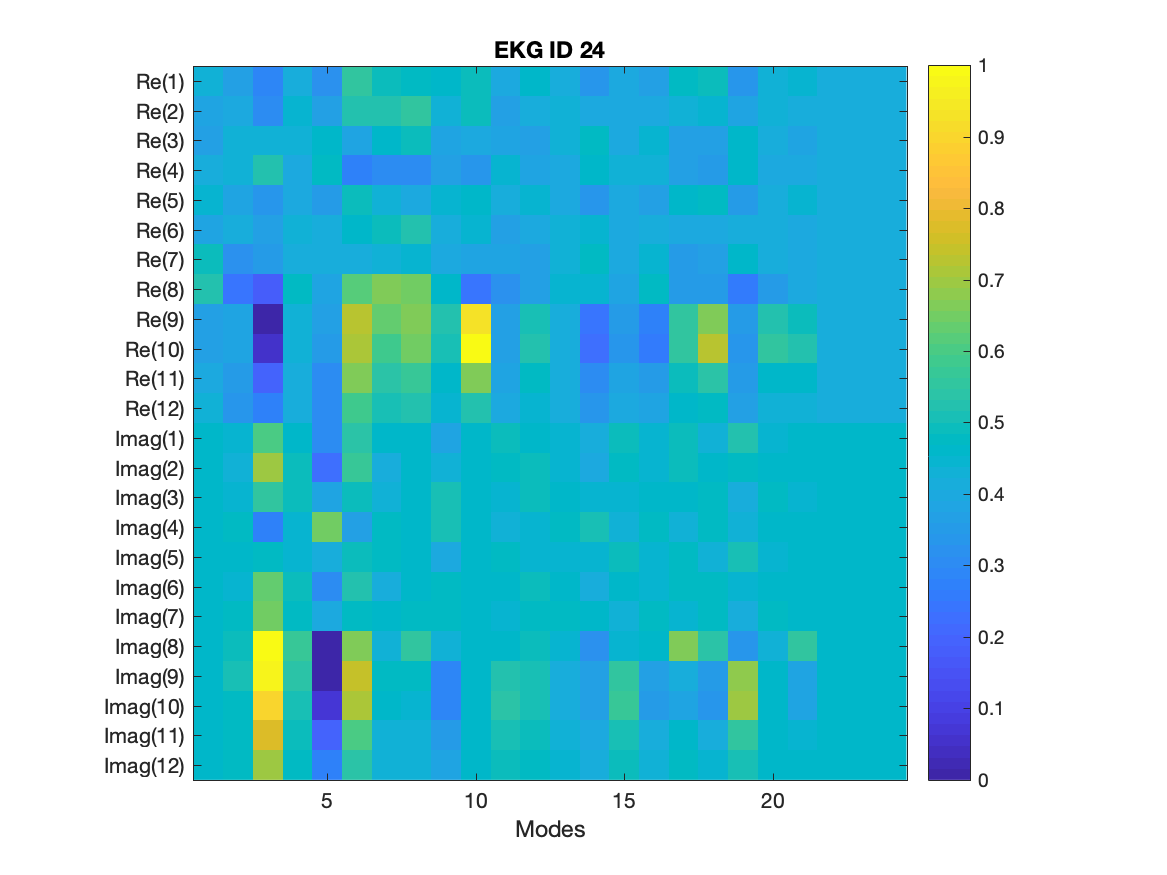 EKG ID 24
Re(1)
Re(2)
Re(3)
Re(4)
Re(5)
Re(6)
Re(7)
Re(8)
Re(9)
Re(10)
Re(11)
Re(12)
Imag(1)
Imag(2)
Imag(3)
Imag(4)
Imag(5)
Imag(6)
Imag(7)
Imag(8)
Imag(9)
Imag(10)
Imag(11)
Imag(12)
5 10 15 20
Modes
1
0.9
0.8
0.7
0.6
0.5
0.4
0.3
0.2
0.1
0